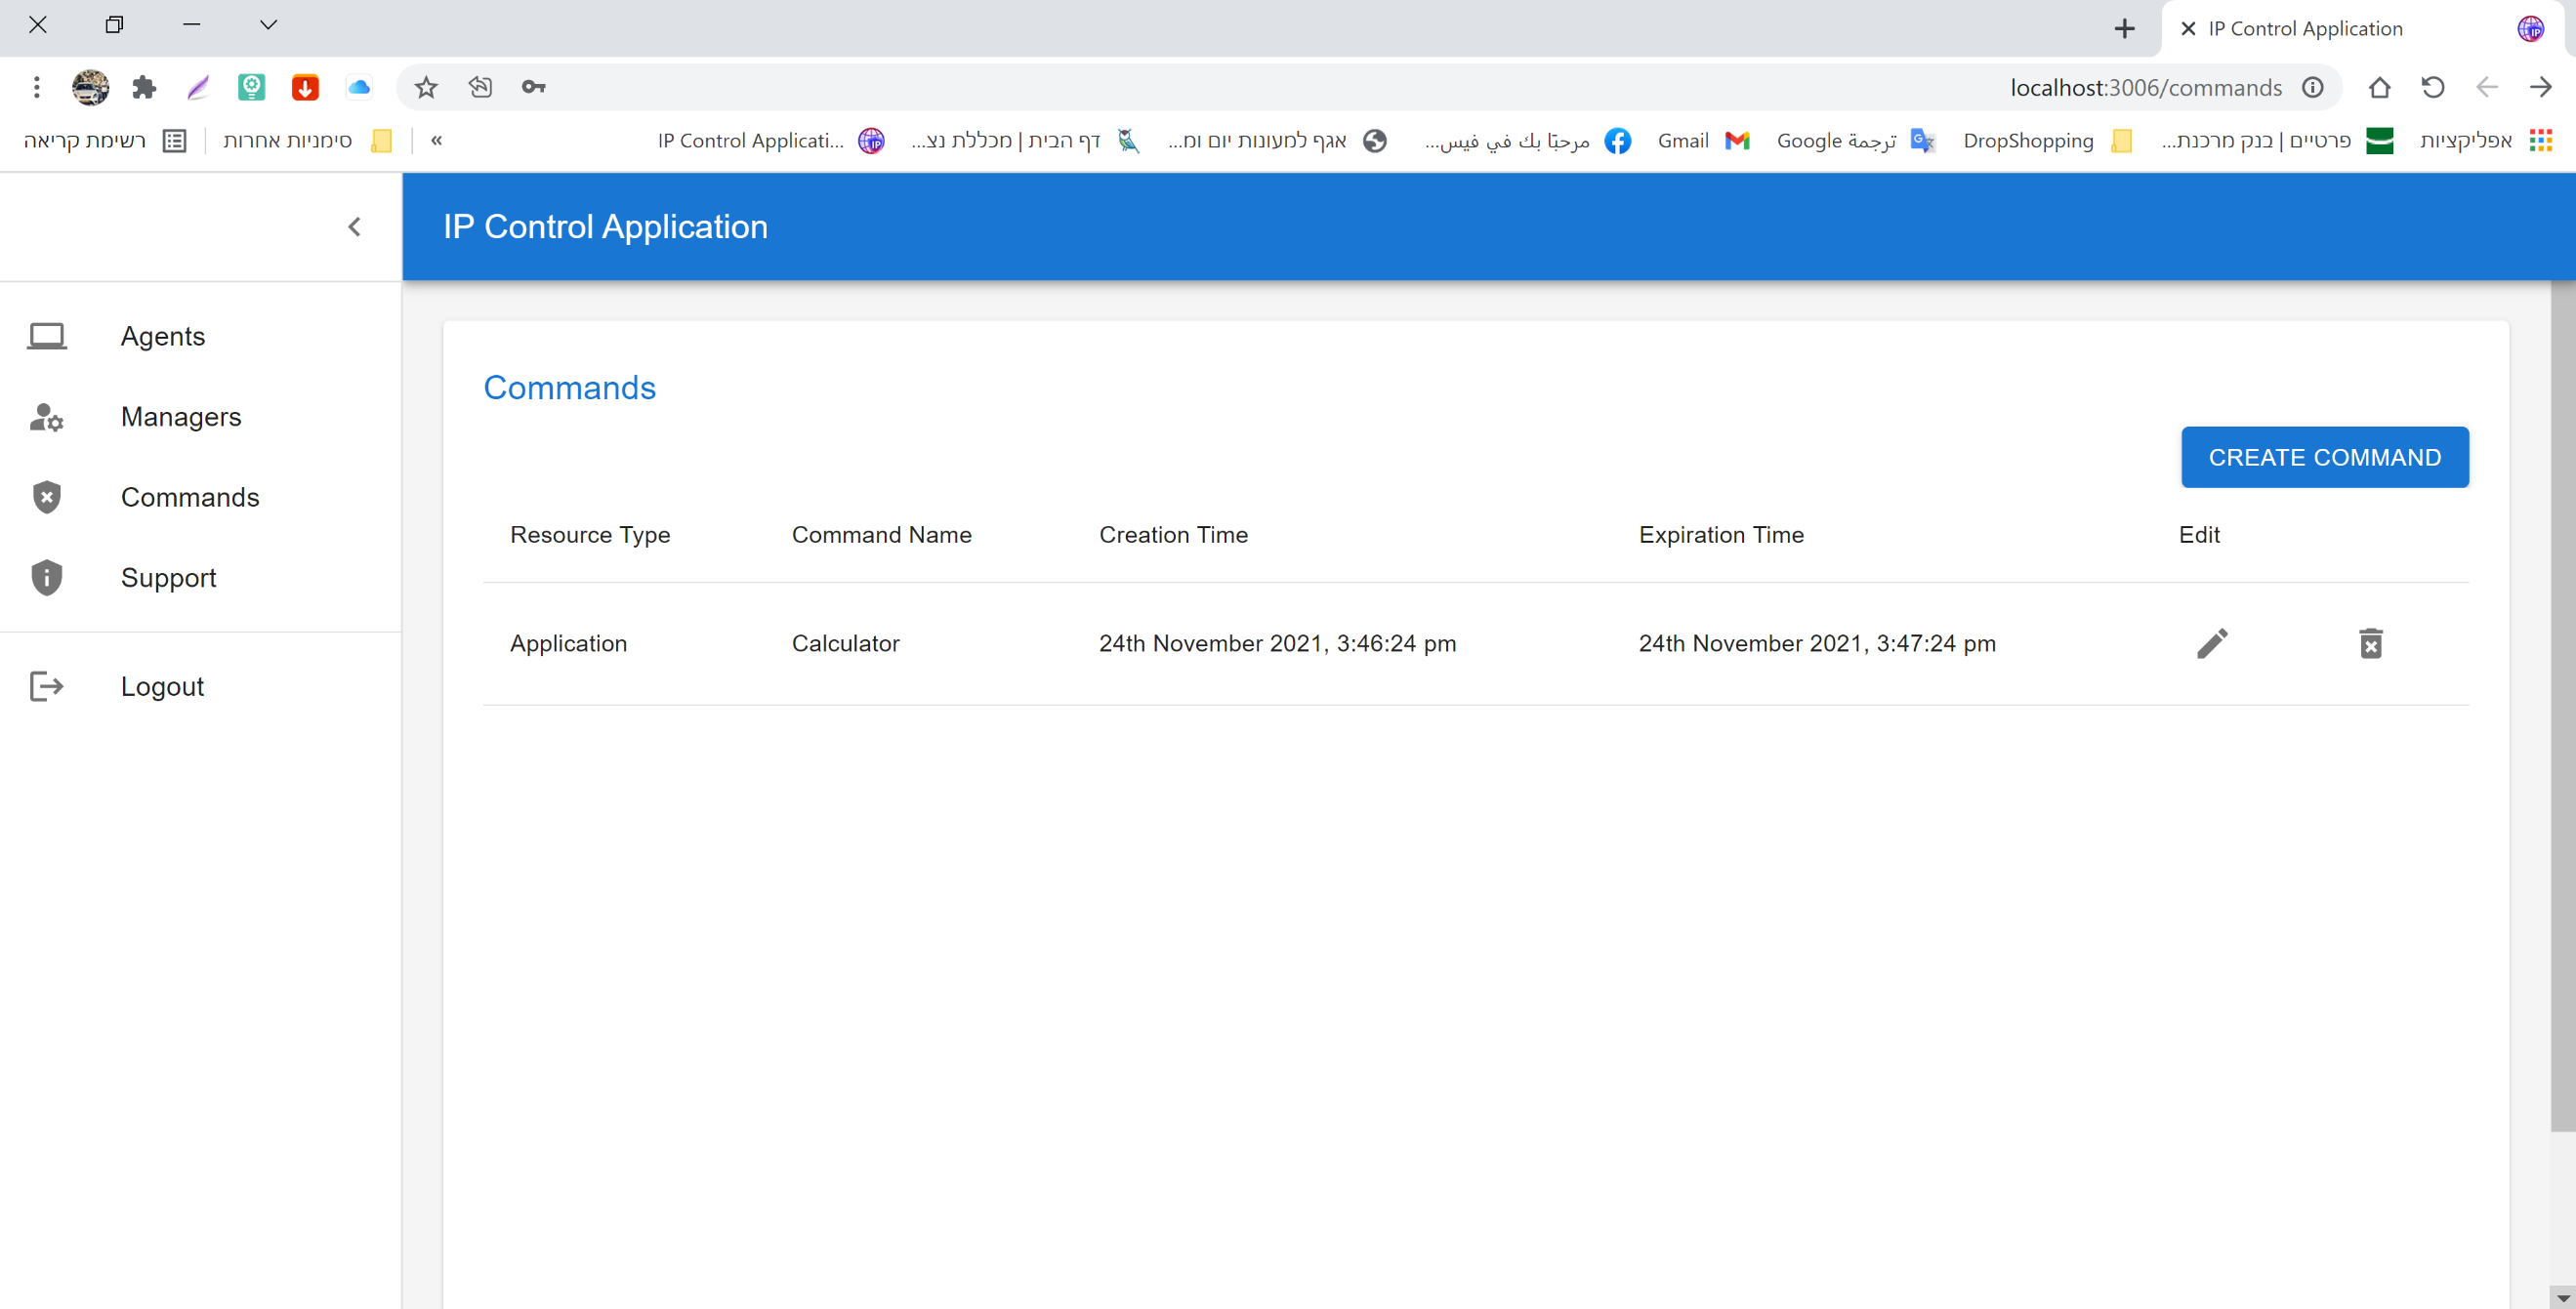 IP Control Application
localhost:3006/commands
אפליקציות
פרטיים | בנק מרכנת...
DropShopping
ترجمة Google
Gmail
مرحبًا بك في فيس...
אגף למעונות יום ומ...
דף הבית | מכללת נצ...
IP Control Applicati...
»
סימניות אחרות
רשימת קריאה
IP Control Application
Agents
Managers
Commands
Support
Logout
Commands
CREATE COMMAND
Resource Type Command Name Creation Time Expiration Time Edit
Application Calculator 24th November 2021, 3:46:24 pm 24th November 2021, 3:47:24 pm